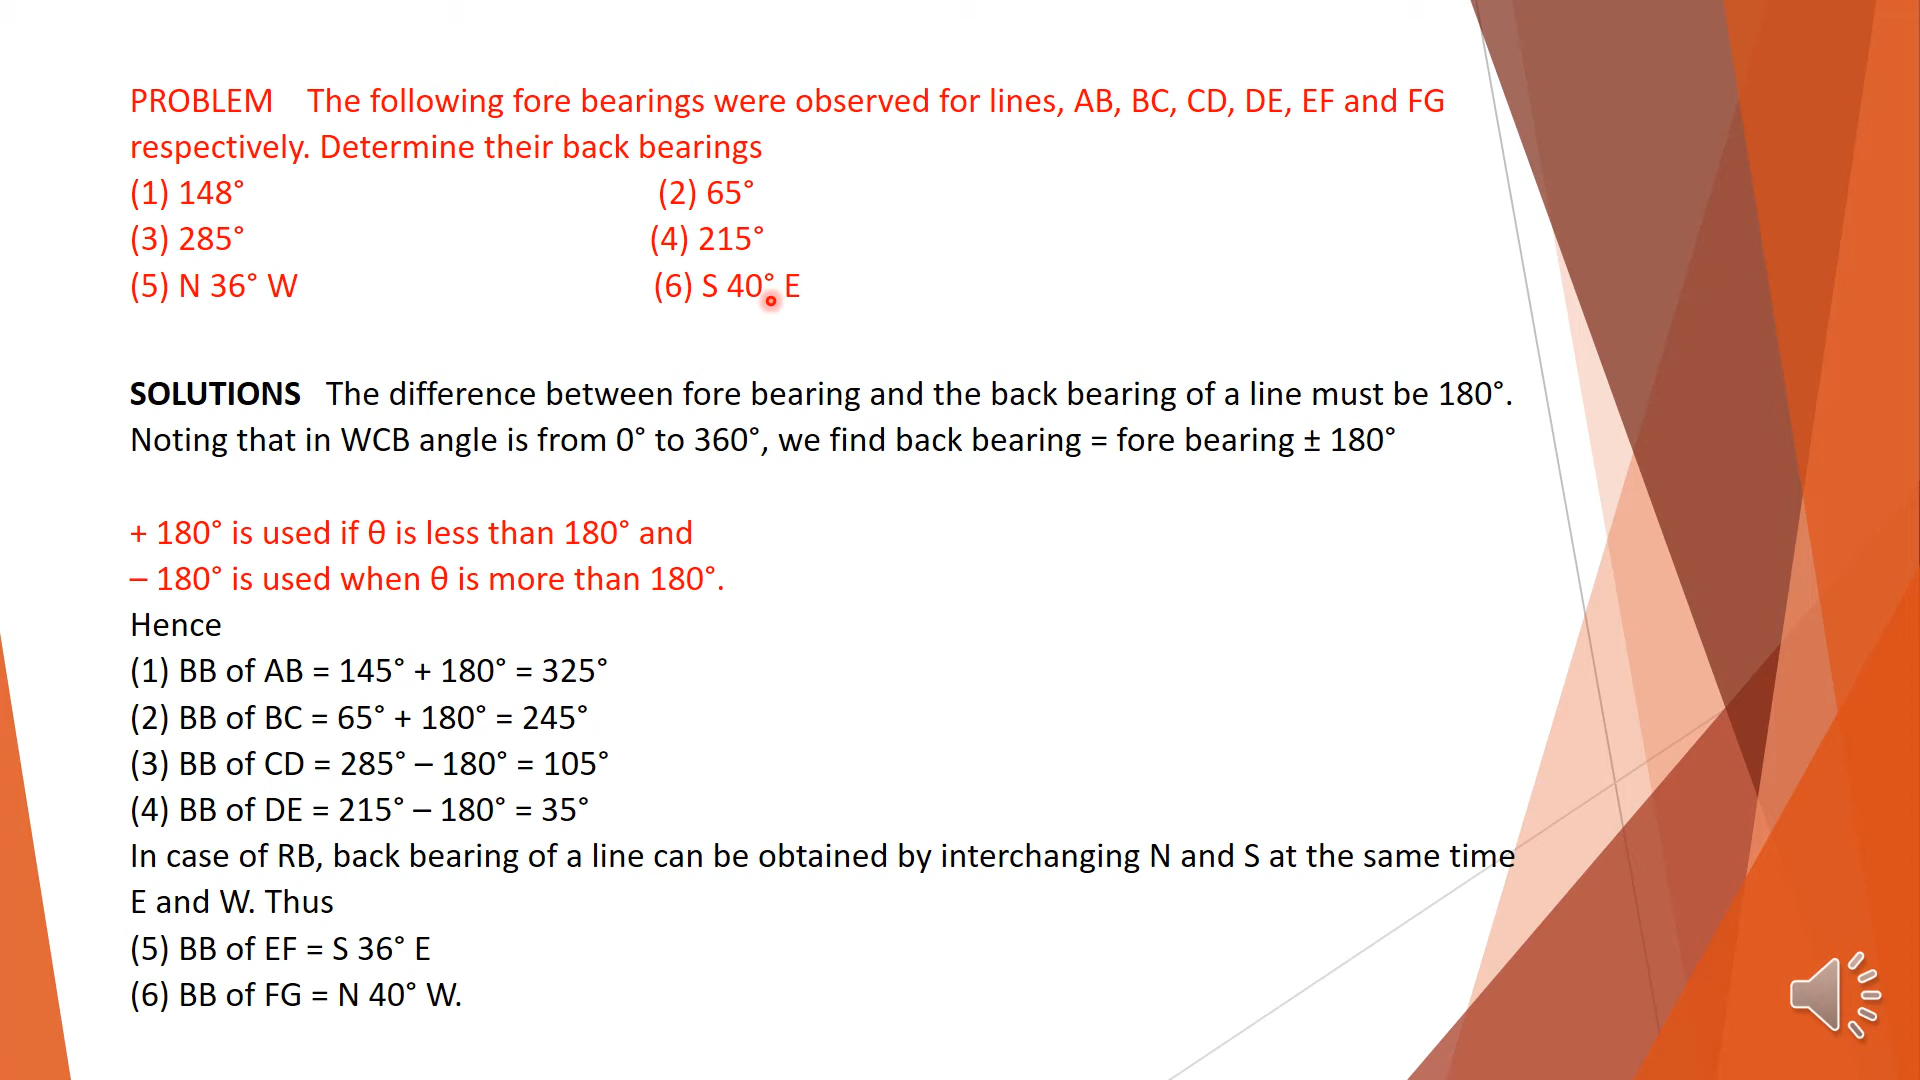 PROBLEM The following fore bearings were observed for lines, AB, BC, CD, DE, EF and FG
respectively. Determine their back bearings
(1) 148° (2) 65°
(3) 285° (4) 215°
(5) N 36° W (6) S 40° E
SOLUTIONS The difference between fore bearing and the back bearing of a line must be 180°.
Noting that in WCB angle is from 0° to 360°, we find back bearing = fore bearing ± 180°
+ 180° is used if θ is less than 180° and
– 180° is used when θ is more than 180°.
Hence
(1) BB of AB = 145° + 180° = 325°
(2) BB of BC = 65° + 180° = 245°
(3) BB of CD = 285° – 180° = 105°
(4) BB of DE = 215° – 180° = 35°
In case of RB, back bearing of a line can be obtained by interchanging N and S at the same time
E and W. Thus
(5) BB of EF = S 36° E
(6) BB of FG = N 40° W.